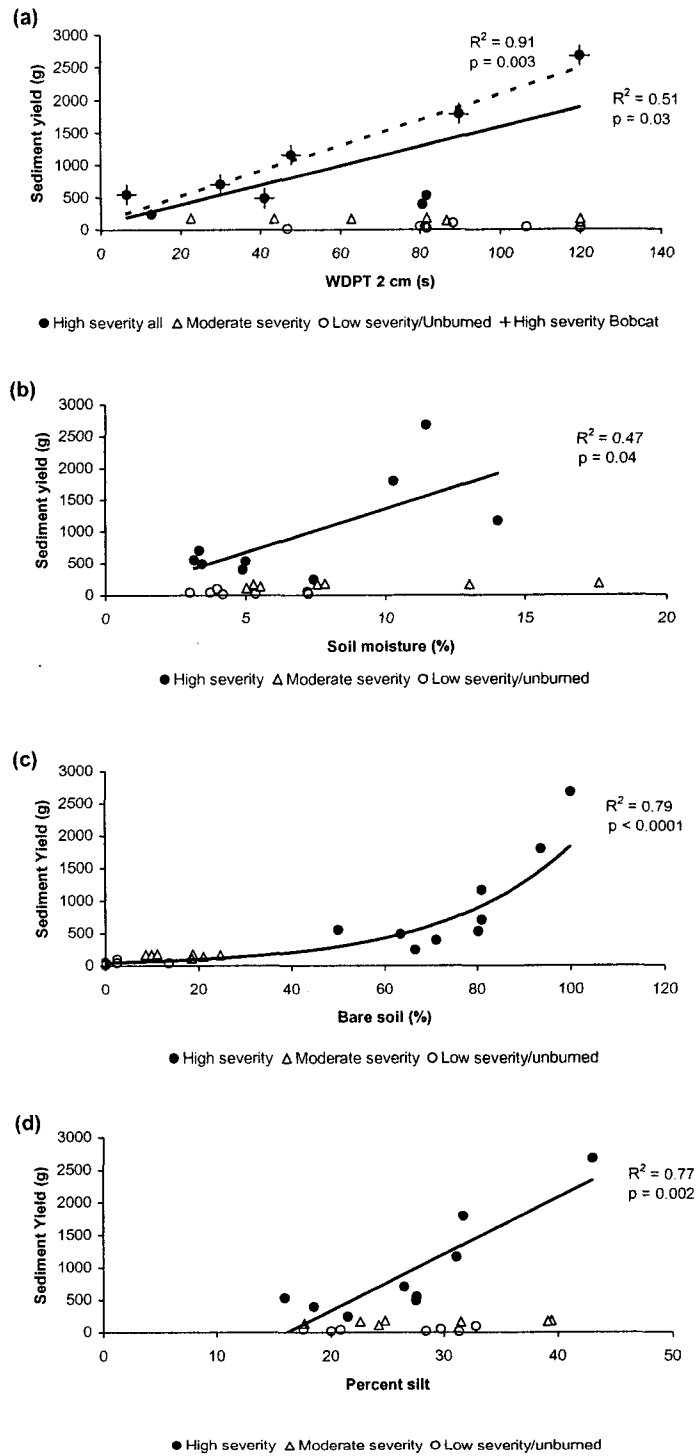 (a)
3000
2500
2000
1500
1000
500
0
Sediment yield (g)
R² = 0.91
p = 0.003
R² = 0.51
p = 0.03
0 20 40 60 80 100 120 140
WDPT 2 cm (s)
● High severity all △ Moderate severity ○ Low severity/Unburned + High severity Bobcat
(b)
3000
2500
2000
1500
1000
500
0
Sediment yield (g)
R² = 0.47
p = 0.04
0 5 10 15 20
Soil moisture (%)
● High severity △ Moderate severity ○ Low severity/unburned
(c)
3000
2500
2000
1500
1000
500
0
Sediment Yield (g)
R² = 0.79
p < 0.0001
0 20 40 60 80 100 120
Bare soil (%)
● High severity △ Moderate severity ○ Low severity/unburned
(d)
3000
2500
2000
1500
1000
500
0
Sediment Yield (g)
R² = 0.77
p = 0.002
0 10 20 30 40 50
Percent silt
● High severity △ Moderate severity ○ Low severity/unburned